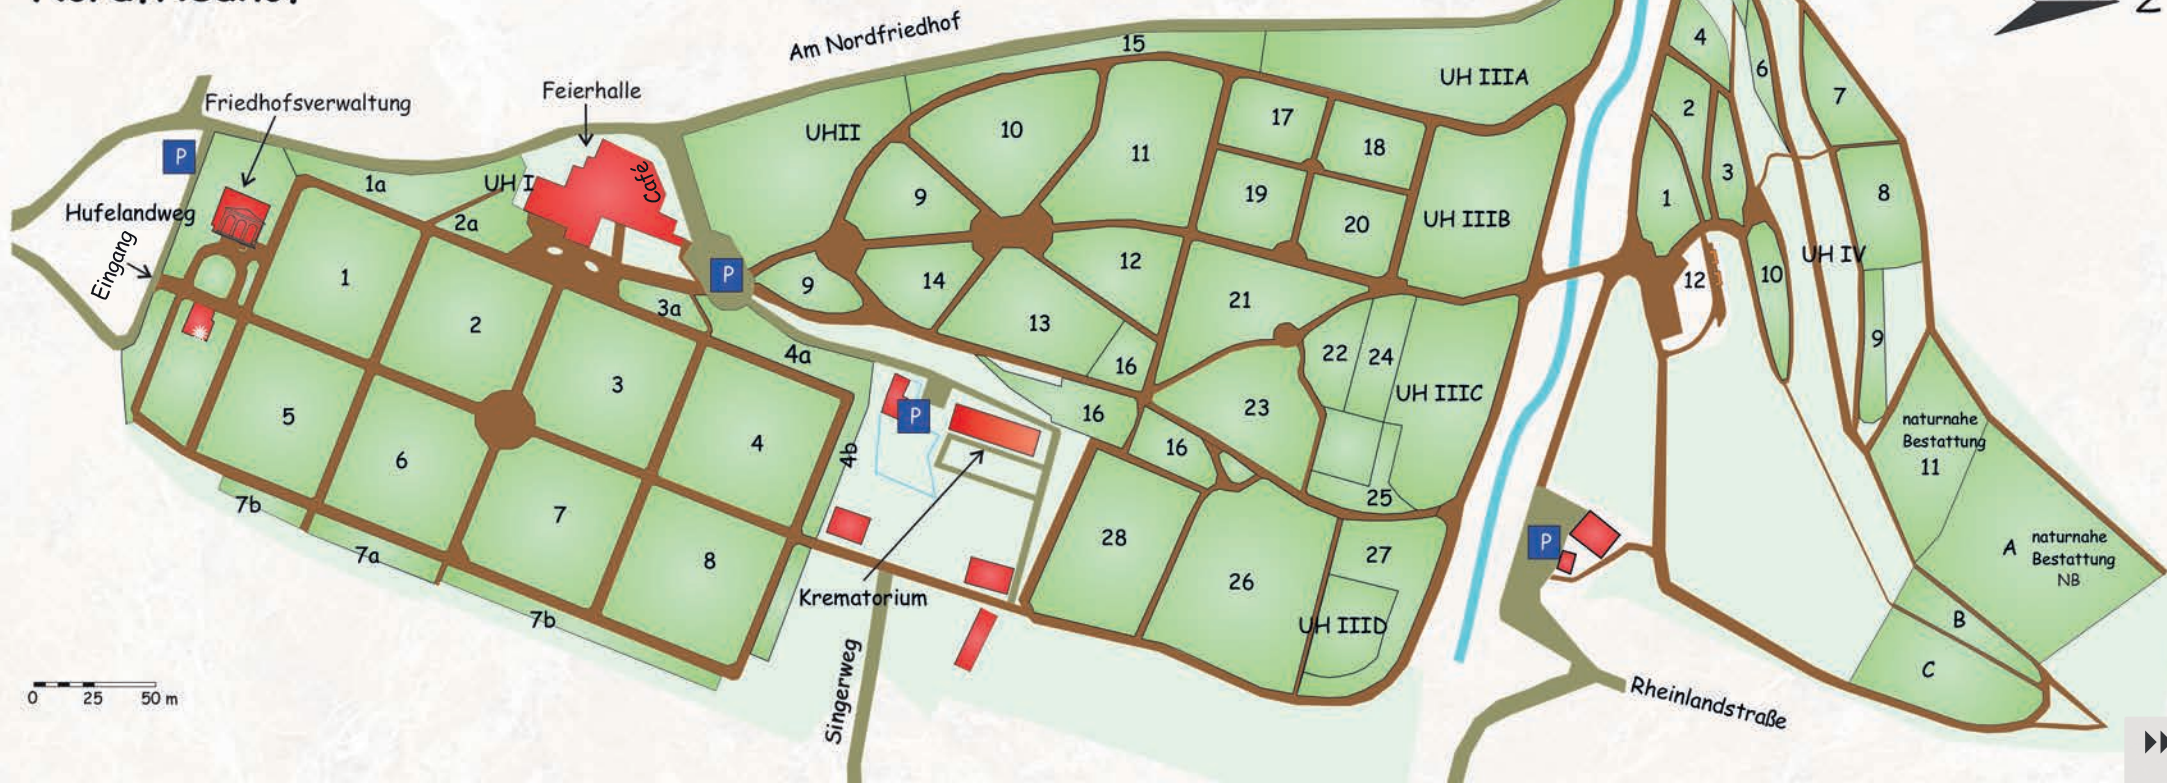 Nordfriedhof
Am Nordfriedhof
15
4
6
7
UH IIIA
Feierhalle
Friedhofsverwaltung
P
UHII
10
11
17
18
2
3
8
1a
UH I
Café
9
19
20
UH IIIB
1
Hufelandweg
2a
Eingang
1
P
9
14
12
21
12
10
UH IV
3a
13
2
4a
16
22
24
UH IIIC
9
3
5
6
4
4b
P
16
23
naturnahe
Bestattung
11
16
25
7b
7
28
27
P
A
naturnahe
Bestattung
NB
7a
8
26
Krematorium
7b
UH IIID
B
C
Singerweg
Rheinlandstraße
0 25 50 m